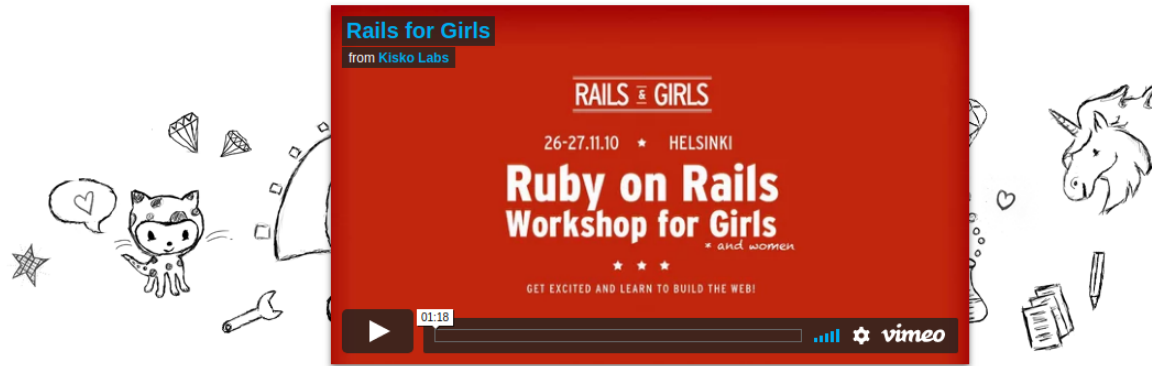 Rails for Girls
from Kisko Labs
RAILS & GIRLS
26-27.11.10 ★ HELSINKI
Ruby on Rails
Workshop for Girls
* and women
★ ★ ★
GET EXCITED AND LEARN TO BUILD THE WEB!
01:18
vimeo